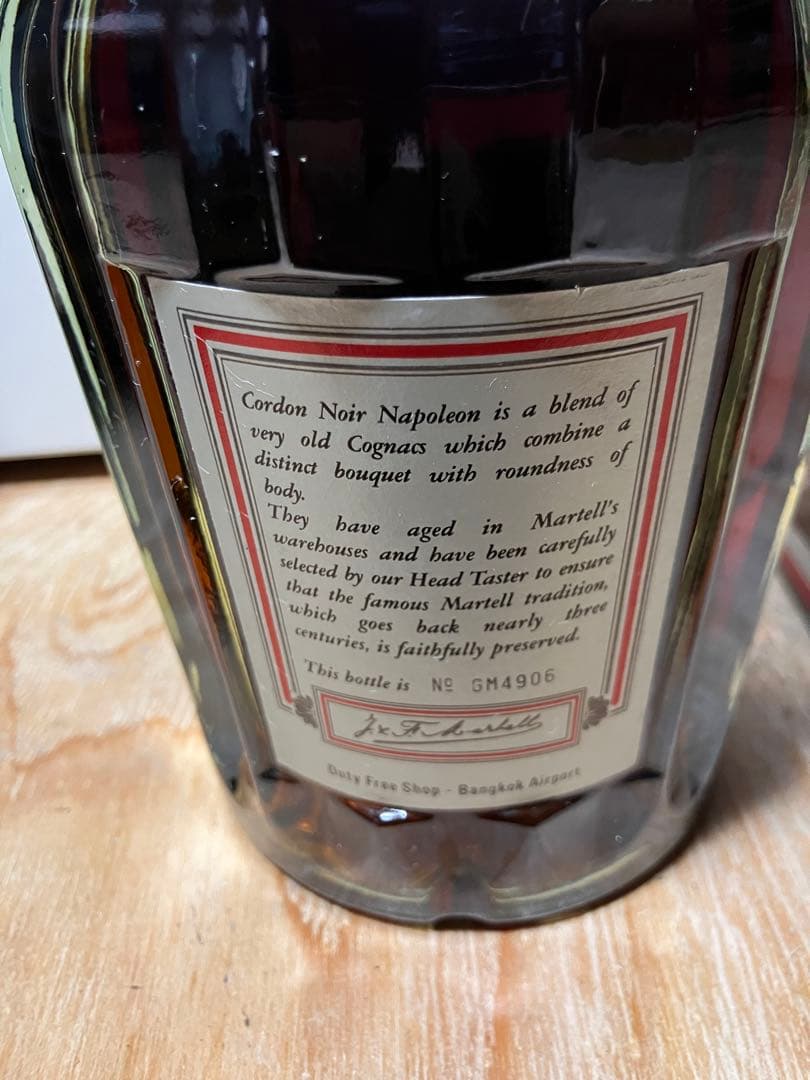 Cordon Noir Napoleon is a blend of
very old Cognacs which combine a
distinct bouquet with roundness of
body.
They have aged in Martell's
warehouses and have been carefully
selected by our Head Taster to ensure
that the famous Martell tradition,
which goes back nearly three
centuries, is faithfully preserved.
This bottle is Nº GM4906
J & F Martell
Duty Free Shop - Bangkok Airport